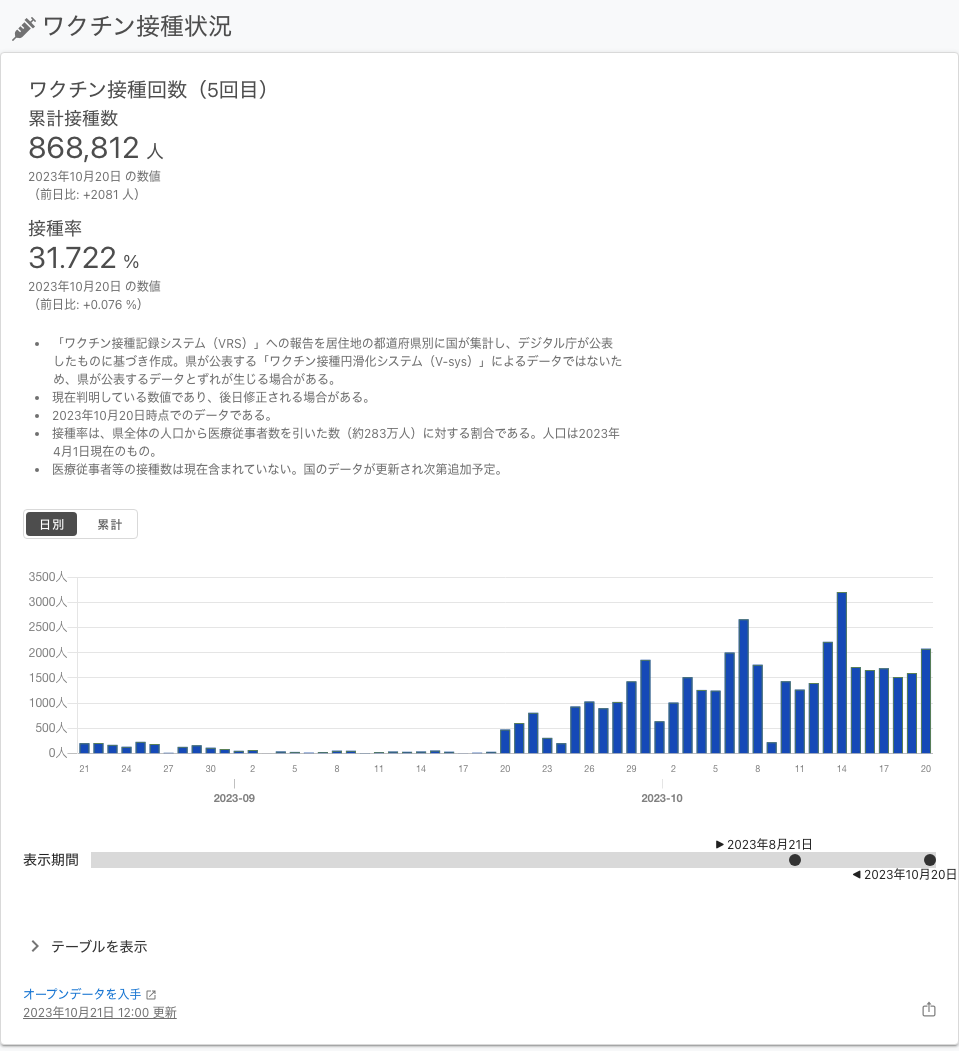 ワクチン接種状況
ワクチン接種回数（5回目）
累計接種数
868,812 人
2023年10月20日 の数値
（前日比: +2081 人）
接種率
31.722 %
2023年10月20日 の数値
（前日比: +0.076 %）
• 「ワクチン接種記録システム（VRS）」への報告を居住地の都道府県別に国が集計し、デジタル庁が公表
したものに基づき作成。県が公表する「ワクチン接種円滑化システム（V-sys）」によるデータではないた
め、県が公表するデータとずれが生じる場合がある。
• 現在判明している数値であり、後日修正される場合がある。
• 2023年10月20日時点でのデータである。
• 接種率は、県全体の人口から医療従事者数を引いた数（約283万人）に対する割合である。人口は2023年
4月1日現在のもの。
• 医療従事者等の接種数は現在含まれていない。国のデータが更新され次第追加予定。
日別 累計
3500人
3000人
2500人
2000人
1500人
1000人
500人
0人
21 24 27 30 2 5 8 11 14 17 20 23 26 29 2 5 8 11 14 17 20
2023-09 2023-10
▶ 2023年8月21日
表示期間
◀ 2023年10月20日
テーブルを表示
オープンデータを入手
2023年10月21日 12:00 更新